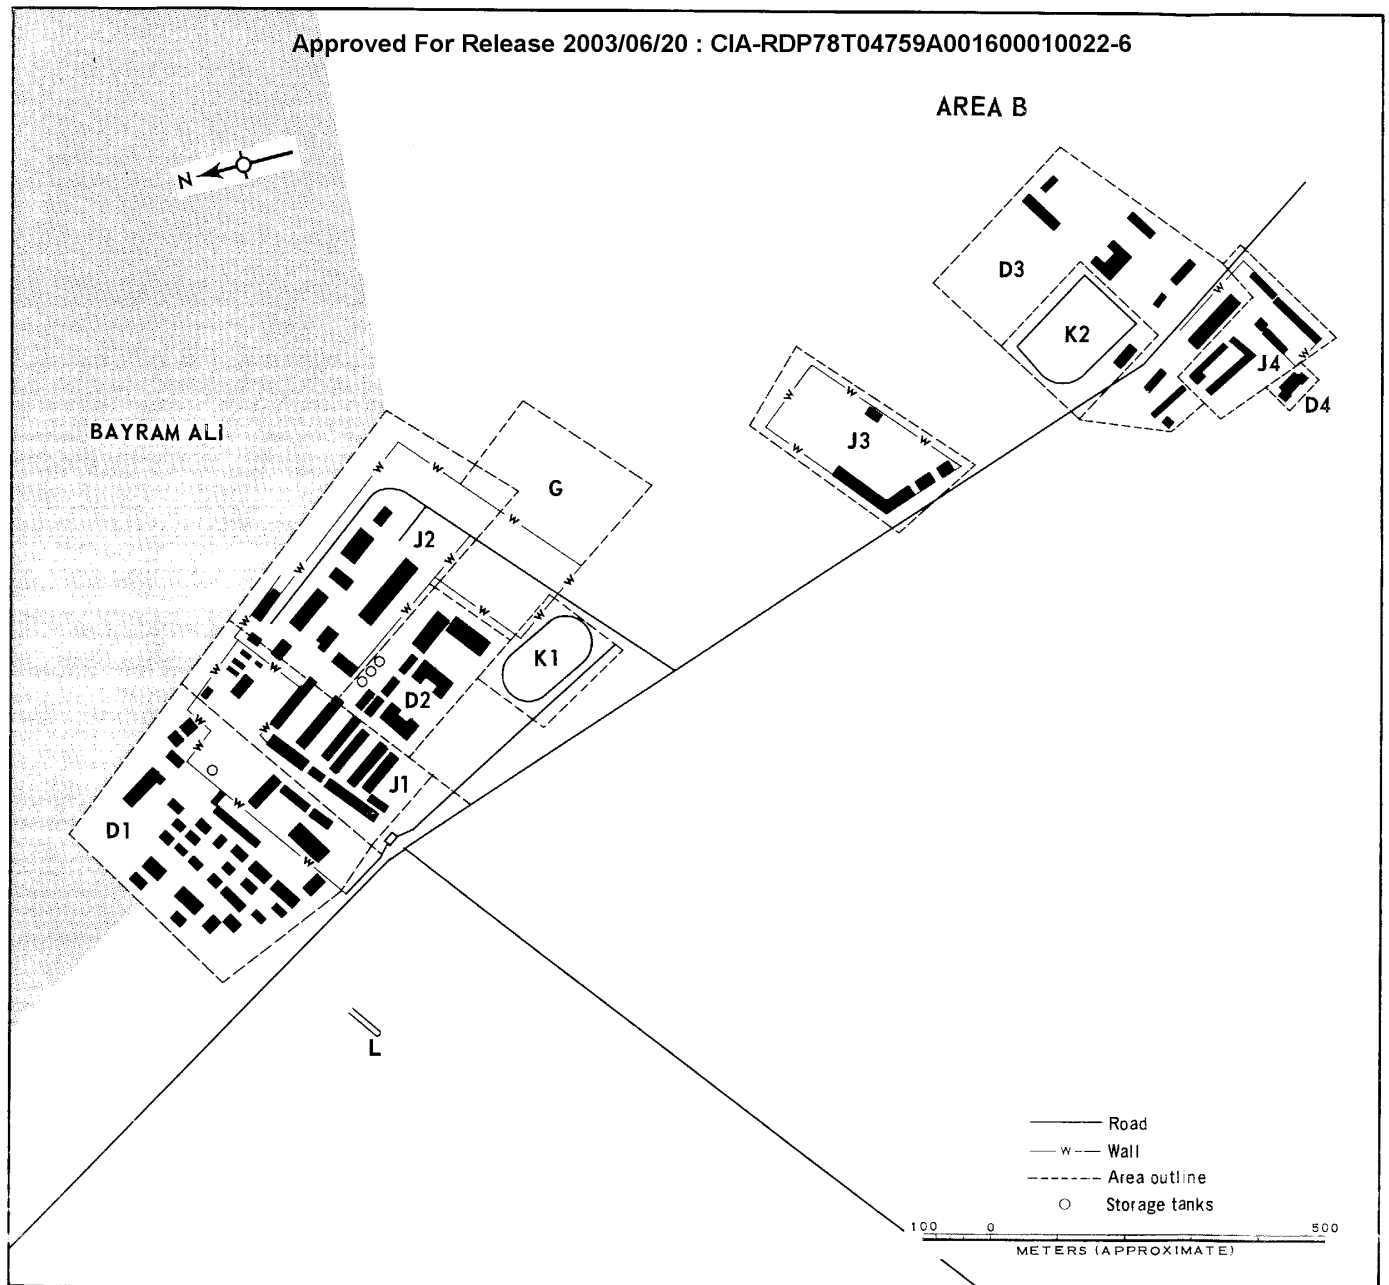 Approved For Release 2003/06/20 : CIA-RDP78T04759A001600010022-6
AREA B
N
D3
W
K2
J4
W
D4
W
W
J3
W
W
BAYRAM ALI
W
W
G
W
J2
W
W
W
W
W
W
W
K1
W
D2
W
W
W
J1
W
D1
W
L
Road
W Wall
Area outline
Storage tanks
100 0 500
METERS (APPROXIMATE)